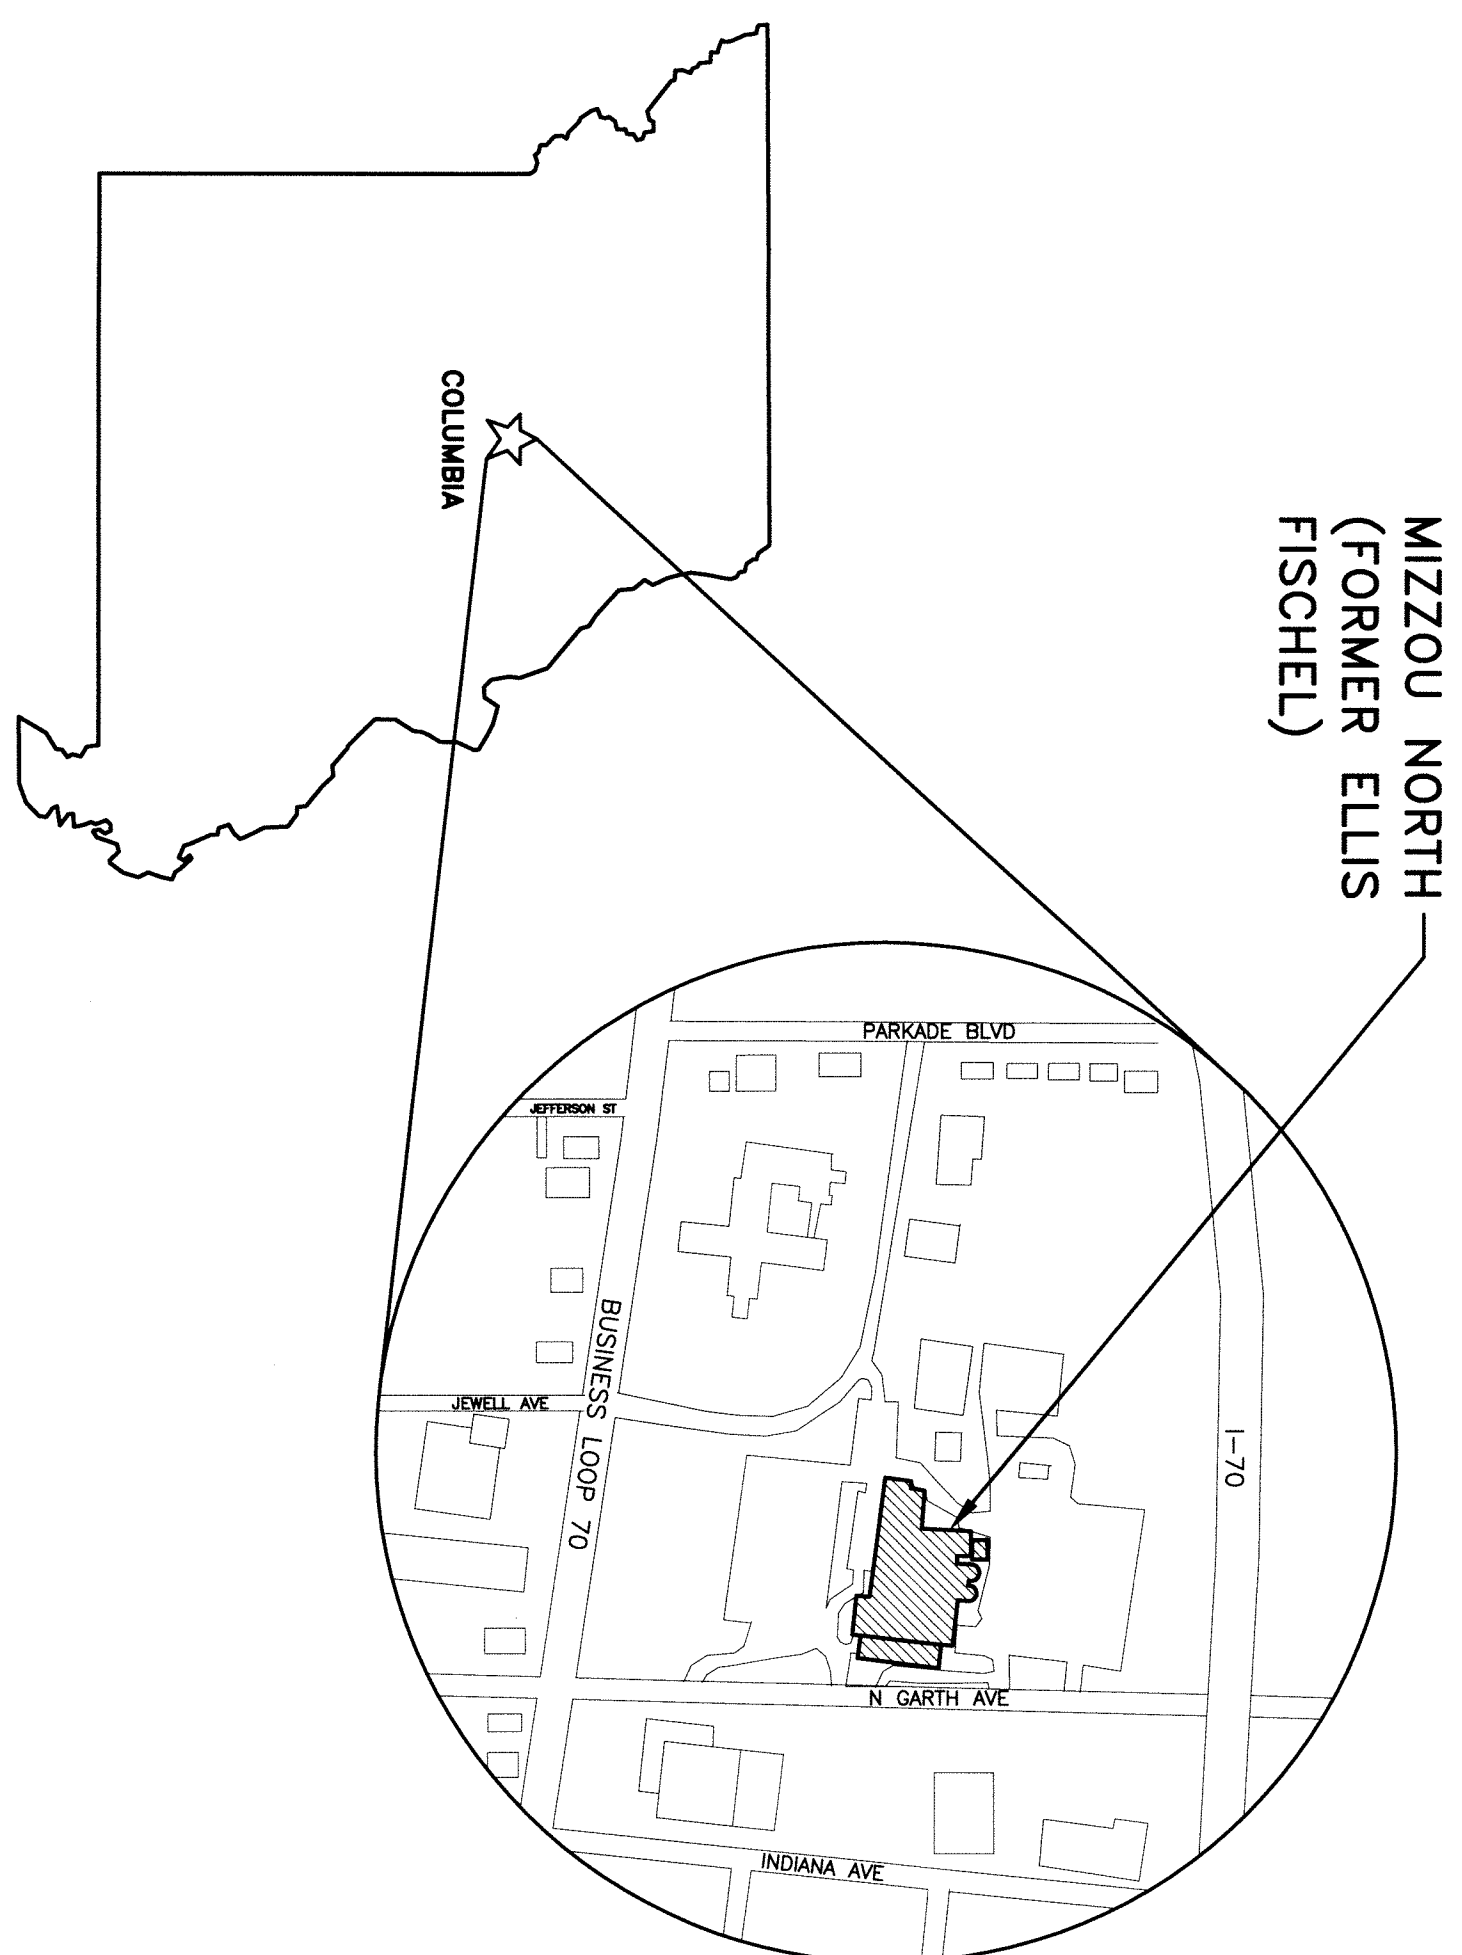 MIZZOU NORTH
(FORMER ELLIS
FISCHEL)
COLUMBIA
I-70
PARKADE BLVD
JEFFERSON ST
BUSINESS LOOP 70
JEWELL AVE
N GARTH AVE
INDIANA AVE